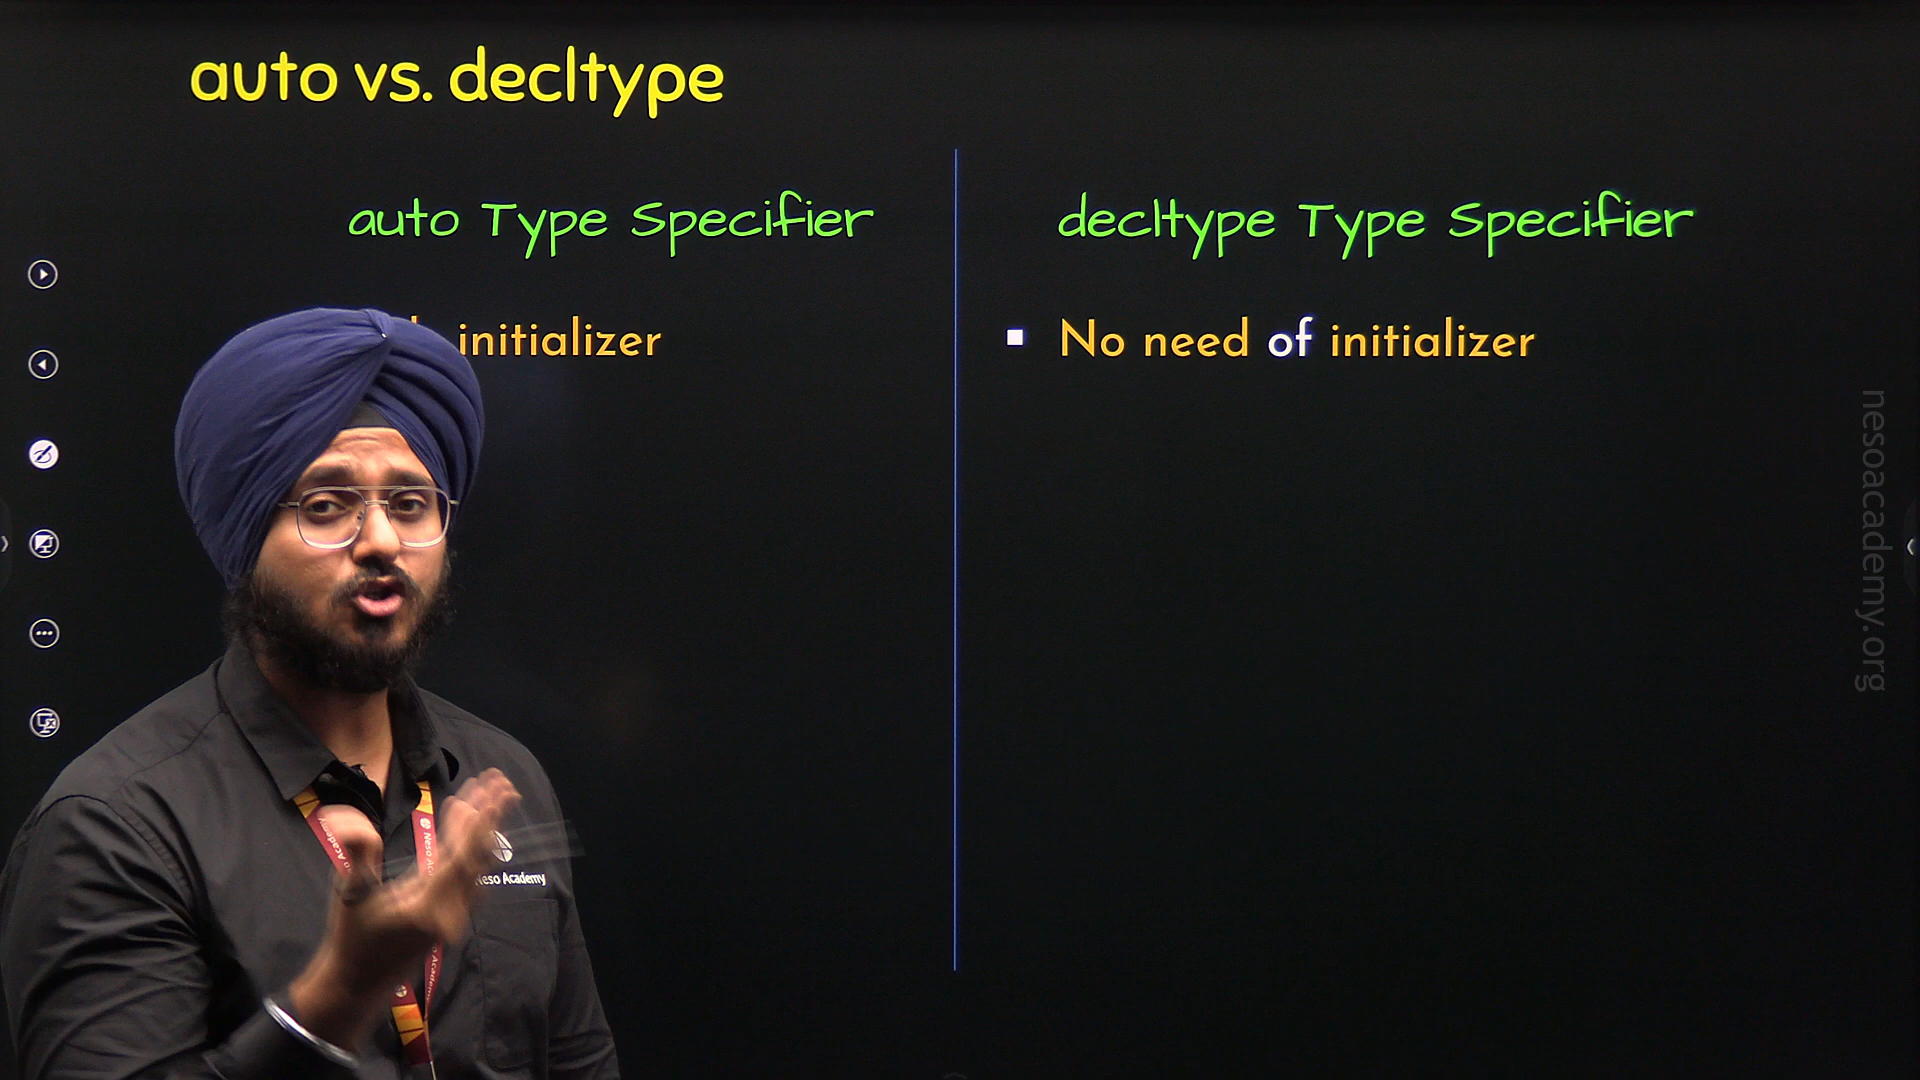 auto vs. decltype
auto Type Specifier
decltype Type Specifier
initializer
No need of initializer
nesoacademy.org
Neso Academy